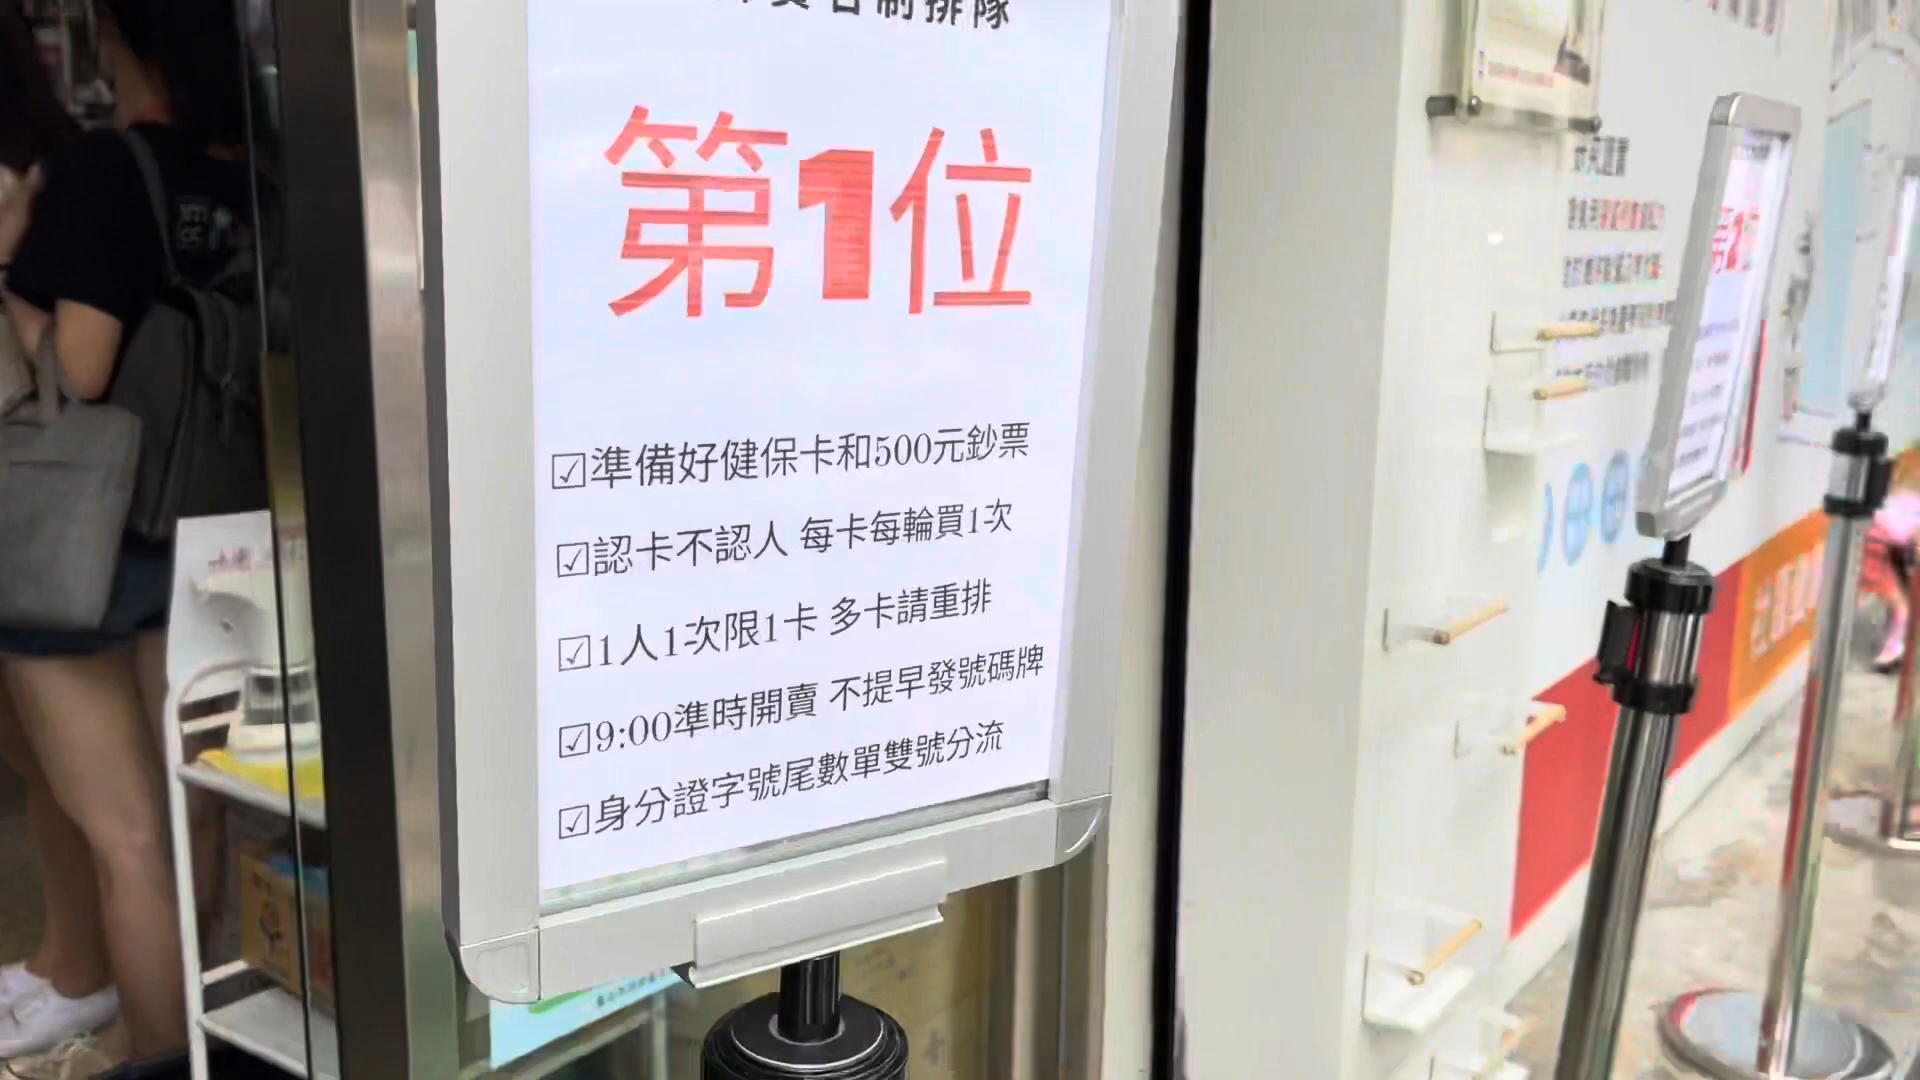 制排隊
第1位
☑準備好健保卡和500元鈔票
☑認卡不認人 每卡每輪買1次
☑1人1次限1卡 多卡請重排
☑9:00準時開賣 不提早發號碼牌
☑身分證字號尾數單雙號分流